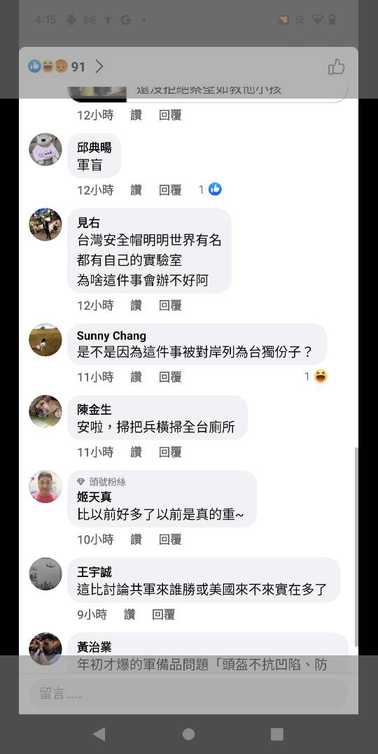 4:15
91
還沒拒絕蔡堃如教他小孩
12小時 讚 回覆
邱典暘
軍盲
12小時 讚 回覆 1
見右
台灣安全帽明明世界有名
都有自己的實驗室
為啥這件事會辦不好阿
12小時 讚 回覆
Sunny Chang
是不是因為這件事被對岸列為台獨份子？
11小時 讚 回覆 1
陳金生
安啦，掃把兵橫掃全台廁所
11小時 讚 回覆
頭號粉絲
姬天真
比以前好多了以前是真的重~
10小時 讚 回覆
王宇誠
這比討論共軍來誰勝或美國來不來實在多了
9小時 讚 回覆
黃治業
年初才爆的軍備品問題「頭盔不抗凹陷、防
留言......